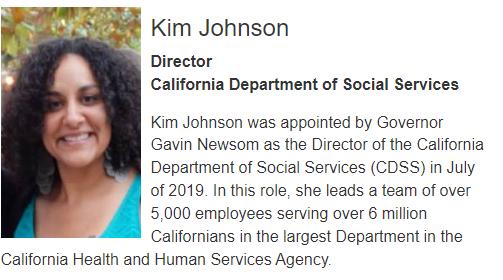 Kim Johnson
Director
California Department of Social Services
Kim Johnson was appointed by Governor
Gavin Newsom as the Director of the California
Department of Social Services (CDSS) in July
of 2019. In this role, she leads a team of over
5,000 employees serving over 6 million
Californians in the largest Department in the
California Health and Human Services Agency.